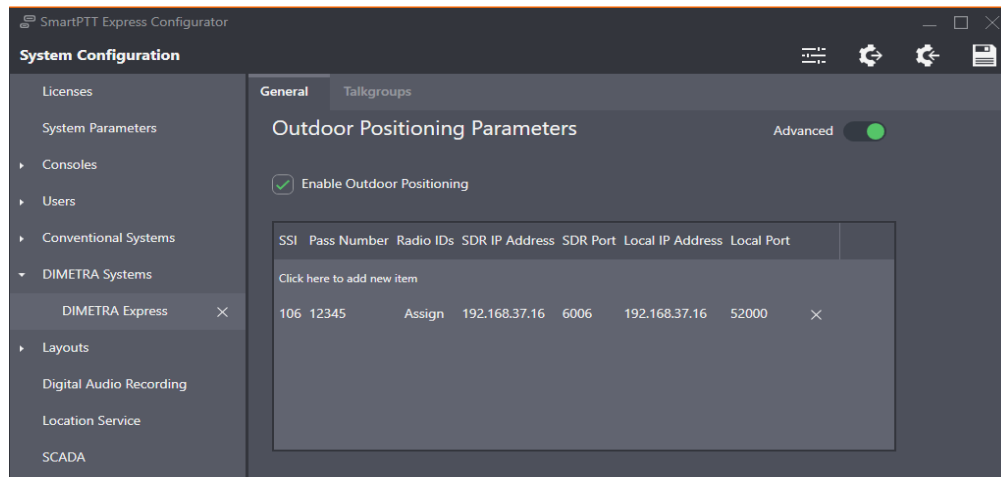 SmartPTT Express Configurator
System Configuration
Licenses
System Parameters
Consoles
Users
Conventional Systems
DIMETRA Systems
DIMETRA Express
Layouts
Digital Audio Recording
Location Service
SCADA
General Talkgroups
Outdoor Positioning Parameters Advanced
Enable Outdoor Positioning
SSI Pass Number Radio IDs SDR IP Address SDR Port Local IP Address Local Port
Click here to add new item
106 12345 Assign 192.168.37.16 6006 192.168.37.16 52000